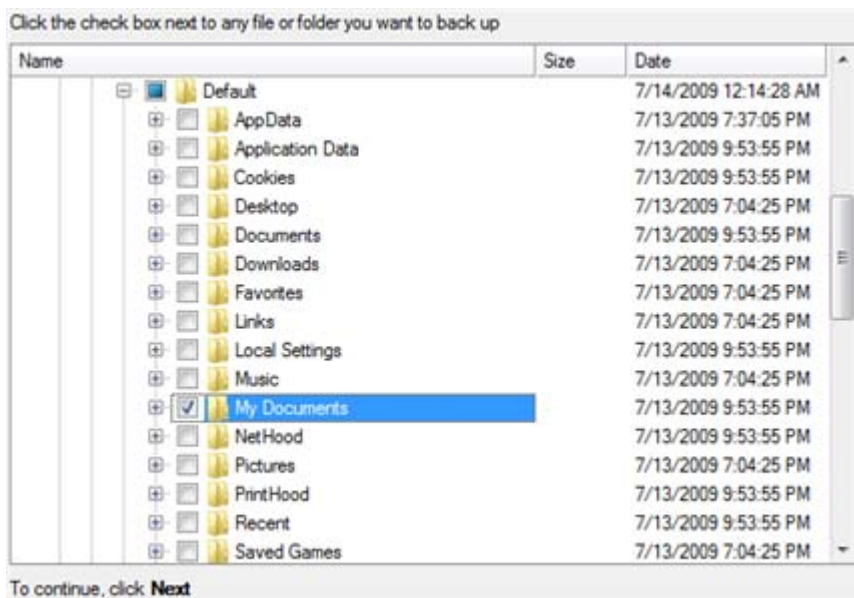 Click the check box next to any file or folder you want to back up
Name Size Date
Default 7/14/2009 12:14:28 AM
AppData 7/13/2009 7:37:05 PM
Application Data 7/13/2009 9:53:55 PM
Cookies 7/13/2009 9:53:55 PM
Desktop 7/13/2009 7:04:25 PM
Documents 7/13/2009 9:53:55 PM
Downloads 7/13/2009 7:04:25 PM
Favorites 7/13/2009 7:04:25 PM
Links 7/13/2009 7:04:25 PM
Local Settings 7/13/2009 9:53:55 PM
Music 7/13/2009 7:04:25 PM
My Documents 7/13/2009 9:53:55 PM
NetHood 7/13/2009 9:53:55 PM
Pictures 7/13/2009 7:04:25 PM
PrintHood 7/13/2009 9:53:55 PM
Recent 7/13/2009 9:53:55 PM
Saved Games 7/13/2009 7:04:25 PM
To continue, click Next